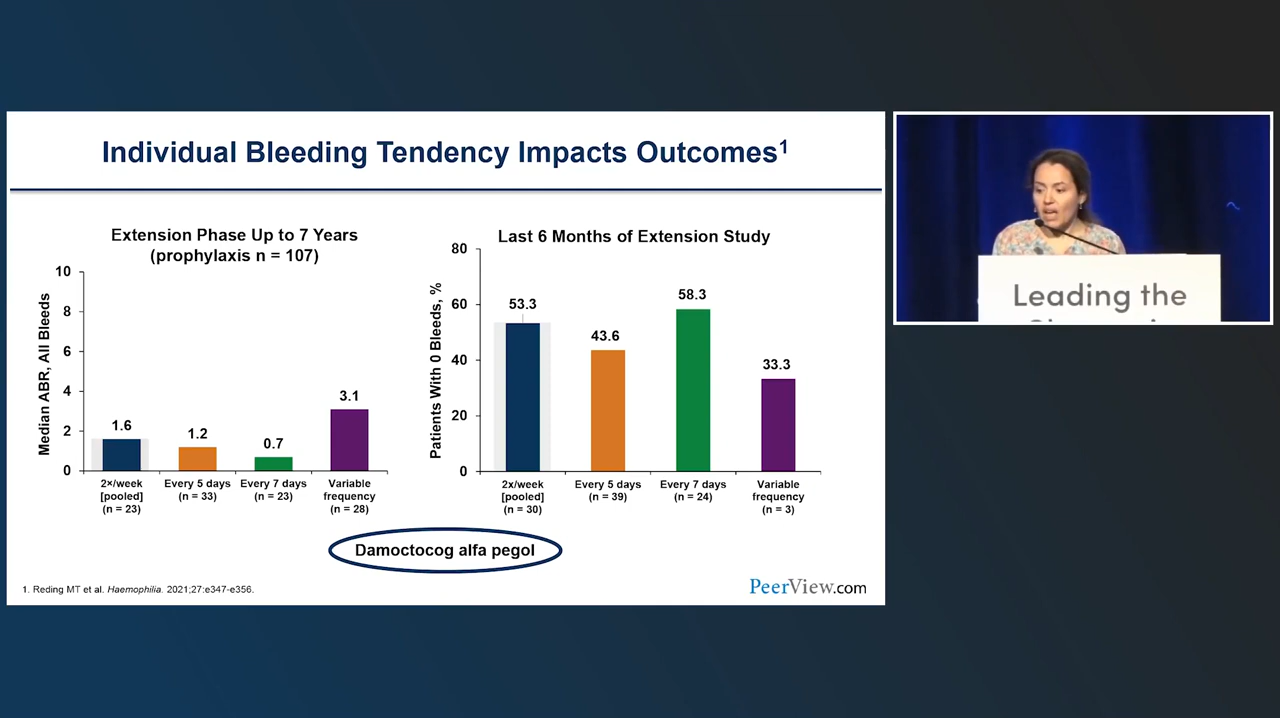 Individual Bleeding Tendency Impacts Outcomes1
Extension Phase Up to 7 Years
(prophylaxis n = 107)
Median ABR, All Bleeds
10
8
6
4
2
0
1.6
1.2
0.7
3.1
2×/week
[pooled]
(n = 23)
Every 5 days
(n = 33)
Every 7 days
(n = 23)
Variable
frequency
(n = 28)
Last 6 Months of Extension Study
Patients With 0 Bleeds, %
80
60
40
20
0
53.3
43.6
58.3
33.3
2x/week
[pooled]
(n = 30)
Every 5 days
(n = 39)
Every 7 days
(n = 24)
Variable
frequency
(n = 3)
Damoctocog alfa pegol
1. Reding MT et al. Haemophilia. 2021;27:e347-e356.
PeerView.com
Leading the